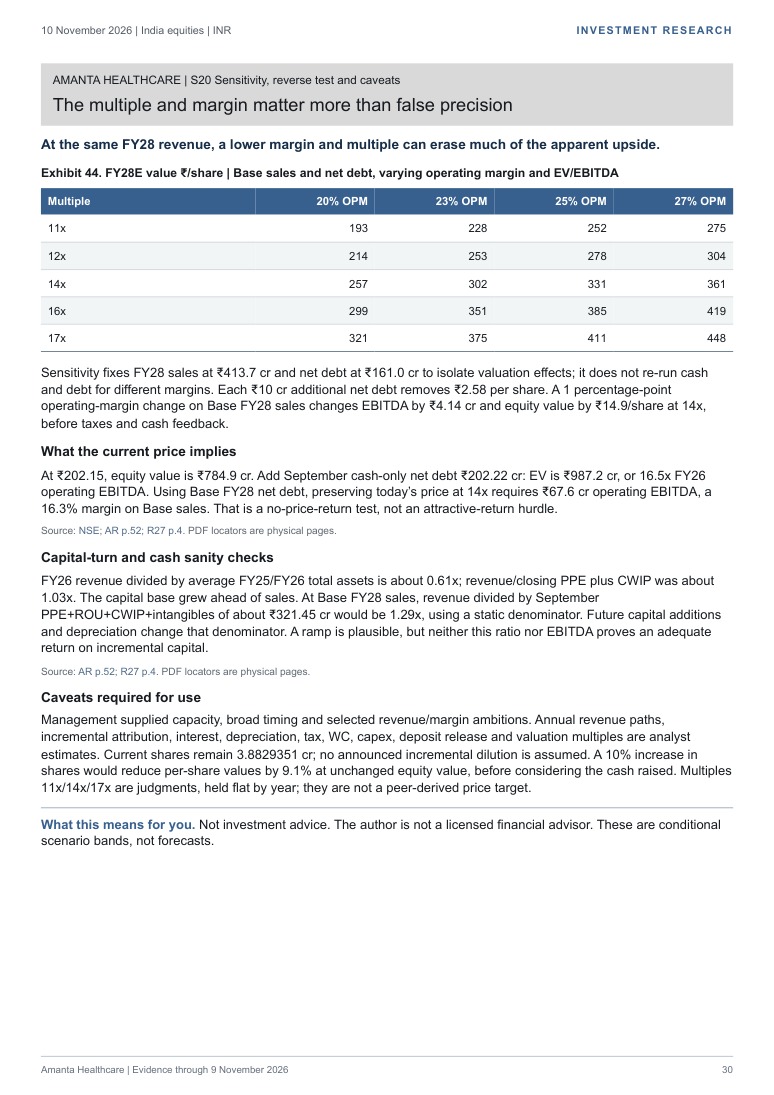 10 November 2026 | India equities | INR
INVESTMENT RESEARCH
AMANTA HEALTHCARE | S20 Sensitivity, reverse test and caveats
The multiple and margin matter more than false precision
At the same FY28 revenue, a lower margin and multiple can erase much of the apparent upside.
Exhibit 44. FY28E value ₹/share | Base sales and net debt, varying operating margin and EV/EBITDA
Multiple 20% OPM 23% OPM 25% OPM 27% OPM
11x 193 228 252 275
12x 214 253 278 304
14x 257 302 331 361
16x 299 351 385 419
17x 321 375 411 448
Sensitivity fixes FY28 sales at ₹413.7 cr and net debt at ₹161.0 cr to isolate valuation effects; it does not re-run cash
and debt for different margins. Each ₹10 cr additional net debt removes ₹2.58 per share. A 1 percentage-point
operating-margin change on Base FY28 sales changes EBITDA by ₹4.14 cr and equity value by ₹14.9/share at 14x,
before taxes and cash feedback.
What the current price implies
At ₹202.15, equity value is ₹784.9 cr. Add September cash-only net debt ₹202.22 cr: EV is ₹987.2 cr, or 16.5x FY26
operating EBITDA. Using Base FY28 net debt, preserving today’s price at 14x requires ₹67.6 cr operating EBITDA, a
16.3% margin on Base sales. That is a no-price-return test, not an attractive-return hurdle.
Source: NSE; AR p.52; R27 p.4. PDF locators are physical pages.
Capital-turn and cash sanity checks
FY26 revenue divided by average FY25/FY26 total assets is about 0.61x; revenue/closing PPE plus CWIP was about
1.03x. The capital base grew ahead of sales. At Base FY28 sales, revenue divided by September
PPE+ROU+CWIP+intangibles of about ₹321.45 cr would be 1.29x, using a static denominator. Future capital additions
and depreciation change that denominator. A ramp is plausible, but neither this ratio nor EBITDA proves an adequate
return on incremental capital.
Source: AR p.52; R27 p.4. PDF locators are physical pages.
Caveats required for use
Management supplied capacity, broad timing and selected revenue/margin ambitions. Annual revenue paths,
incremental attribution, interest, depreciation, tax, WC, capex, deposit release and valuation multiples are analyst
estimates. Current shares remain 3.8829351 cr; no announced incremental dilution is assumed. A 10% increase in
shares would reduce per-share values by 9.1% at unchanged equity value, before considering the cash raised. Multiples
11x/14x/17x are judgments, held flat by year; they are not a peer-derived price target.
What this means for you. Not investment advice. The author is not a licensed financial advisor. These are conditional
scenario bands, not forecasts.
Amanta Healthcare | Evidence through 9 November 2026
30